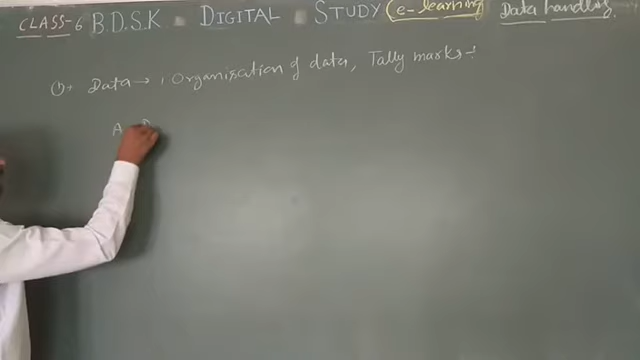 CLASS-6 B.D.S.K - DIGITAL STUDY (e-learning) Data handling.
①• Data → , Organisation of data, Tally marks →
A